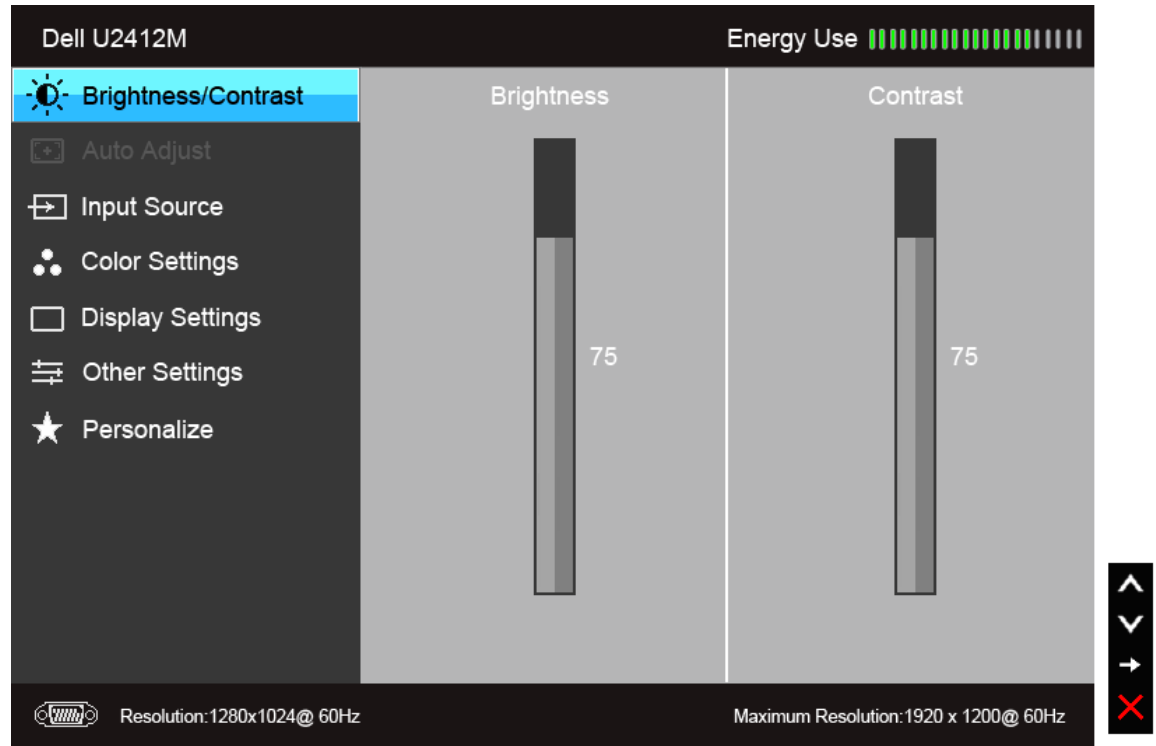 Dell U2412M
Energy Use
Brightness/Contrast
Auto Adjust
Input Source
Color Settings
Display Settings
Other Settings
Personalize
Brightness
75
Contrast
75
Resolution:1280x1024@ 60Hz
Maximum Resolution:1920 x 1200@ 60Hz